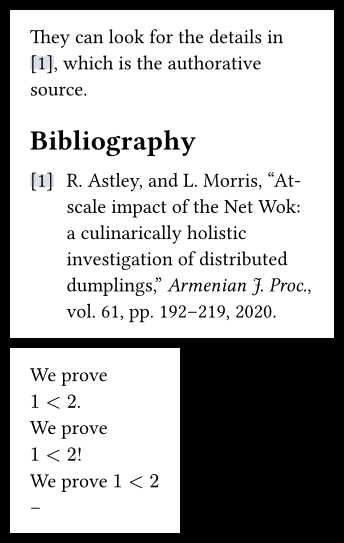 They can look for the details in
[1], which is the authorative
source.
Bibliography
[1] R. Astley, and L. Morris, “At-
scale impact of the Net Wok:
a culinarically holistic
investigation of distributed
dumplings,” Armenian J. Proc.,
vol. 61, pp. 192–219, 2020.
We prove
1 < 2.
We prove
1 < 2!
We prove 1 < 2
–